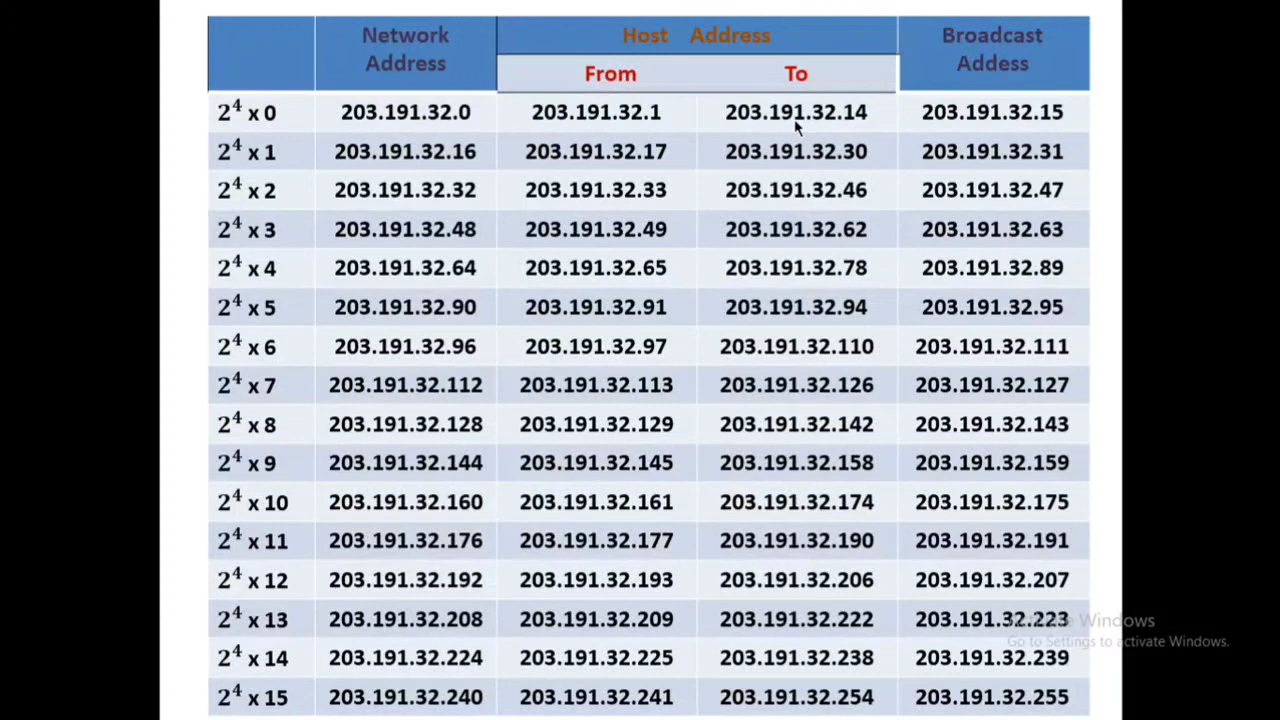 Network Address Host Address Broadcast Addess
From To
2⁴ x 0 203.191.32.0 203.191.32.1 203.191.32.14 203.191.32.15
2⁴ x 1 203.191.32.16 203.191.32.17 203.191.32.30 203.191.32.31
2⁴ x 2 203.191.32.32 203.191.32.33 203.191.32.46 203.191.32.47
2⁴ x 3 203.191.32.48 203.191.32.49 203.191.32.62 203.191.32.63
2⁴ x 4 203.191.32.64 203.191.32.65 203.191.32.78 203.191.32.89
2⁴ x 5 203.191.32.90 203.191.32.91 203.191.32.94 203.191.32.95
2⁴ x 6 203.191.32.96 203.191.32.97 203.191.32.110 203.191.32.111
2⁴ x 7 203.191.32.112 203.191.32.113 203.191.32.126 203.191.32.127
2⁴ x 8 203.191.32.128 203.191.32.129 203.191.32.142 203.191.32.143
2⁴ x 9 203.191.32.144 203.191.32.145 203.191.32.158 203.191.32.159
2⁴ x 10 203.191.32.160 203.191.32.161 203.191.32.174 203.191.32.175
2⁴ x 11 203.191.32.176 203.191.32.177 203.191.32.190 203.191.32.191
2⁴ x 12 203.191.32.192 203.191.32.193 203.191.32.206 203.191.32.207
2⁴ x 13 203.191.32.208 203.191.32.209 203.191.32.222 203.191.32.223
Activate Windows
Go to Settings to activate Windows.
2⁴ x 14 203.191.32.224 203.191.32.225 203.191.32.238 203.191.32.239
2⁴ x 15 203.191.32.240 203.191.32.241 203.191.32.254 203.191.32.255